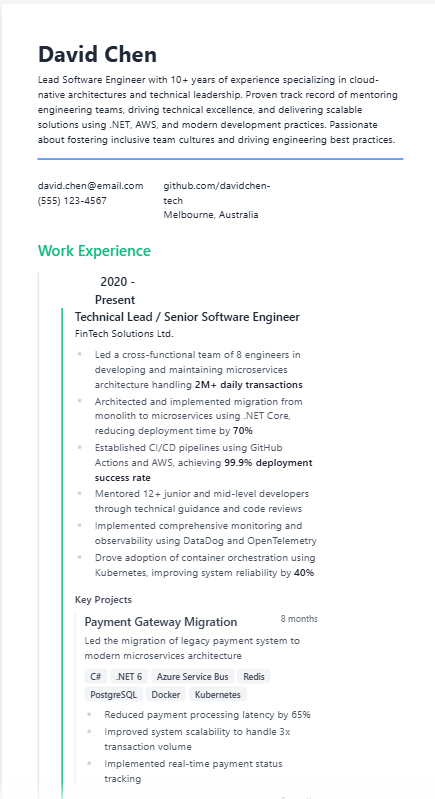 David Chen
Lead Software Engineer with 10+ years of experience specializing in cloud-
native architectures and technical leadership. Proven track record of mentoring
engineering teams, driving technical excellence, and delivering scalable
solutions using .NET, AWS, and modern development practices. Passionate
about fostering inclusive team cultures and driving engineering best practices.
david.chen@email.com
(555) 123-4567
github.com/davidchen-
tech
Melbourne, Australia
Work Experience
2020 -
Present
Technical Lead / Senior Software Engineer
FinTech Solutions Ltd.
Led a cross-functional team of 8 engineers in
developing and maintaining microservices
architecture handling 2M+ daily transactions
Architected and implemented migration from
monolith to microservices using .NET Core,
reducing deployment time by 70%
Established CI/CD pipelines using GitHub
Actions and AWS, achieving 99.9% deployment
success rate
Mentored 12+ junior and mid-level developers
through technical guidance and code reviews
Implemented comprehensive monitoring and
observability using DataDog and OpenTelemetry
Drove adoption of container orchestration using
Kubernetes, improving system reliability by 40%
Key Projects
Payment Gateway Migration 8 months
Led the migration of legacy payment system to
modern microservices architecture
C# .NET 6 Azure Service Bus Redis
PostgreSQL Docker Kubernetes
Reduced payment processing latency by 65%
Improved system scalability to handle 3x
transaction volume
Implemented real-time payment status
tracking